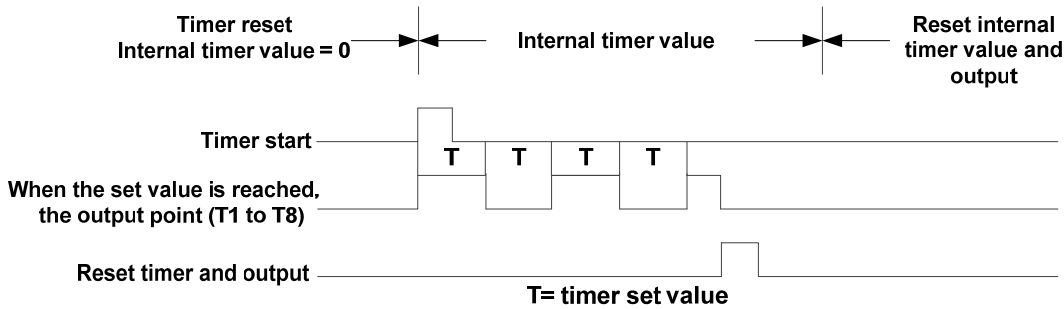 Timer reset
Internal timer value = 0
Internal timer value
Reset internal
timer value and
output
Timer start
T T T T
When the set value is reached,
the output point (T1 to T8)
Reset timer and output
T= timer set value